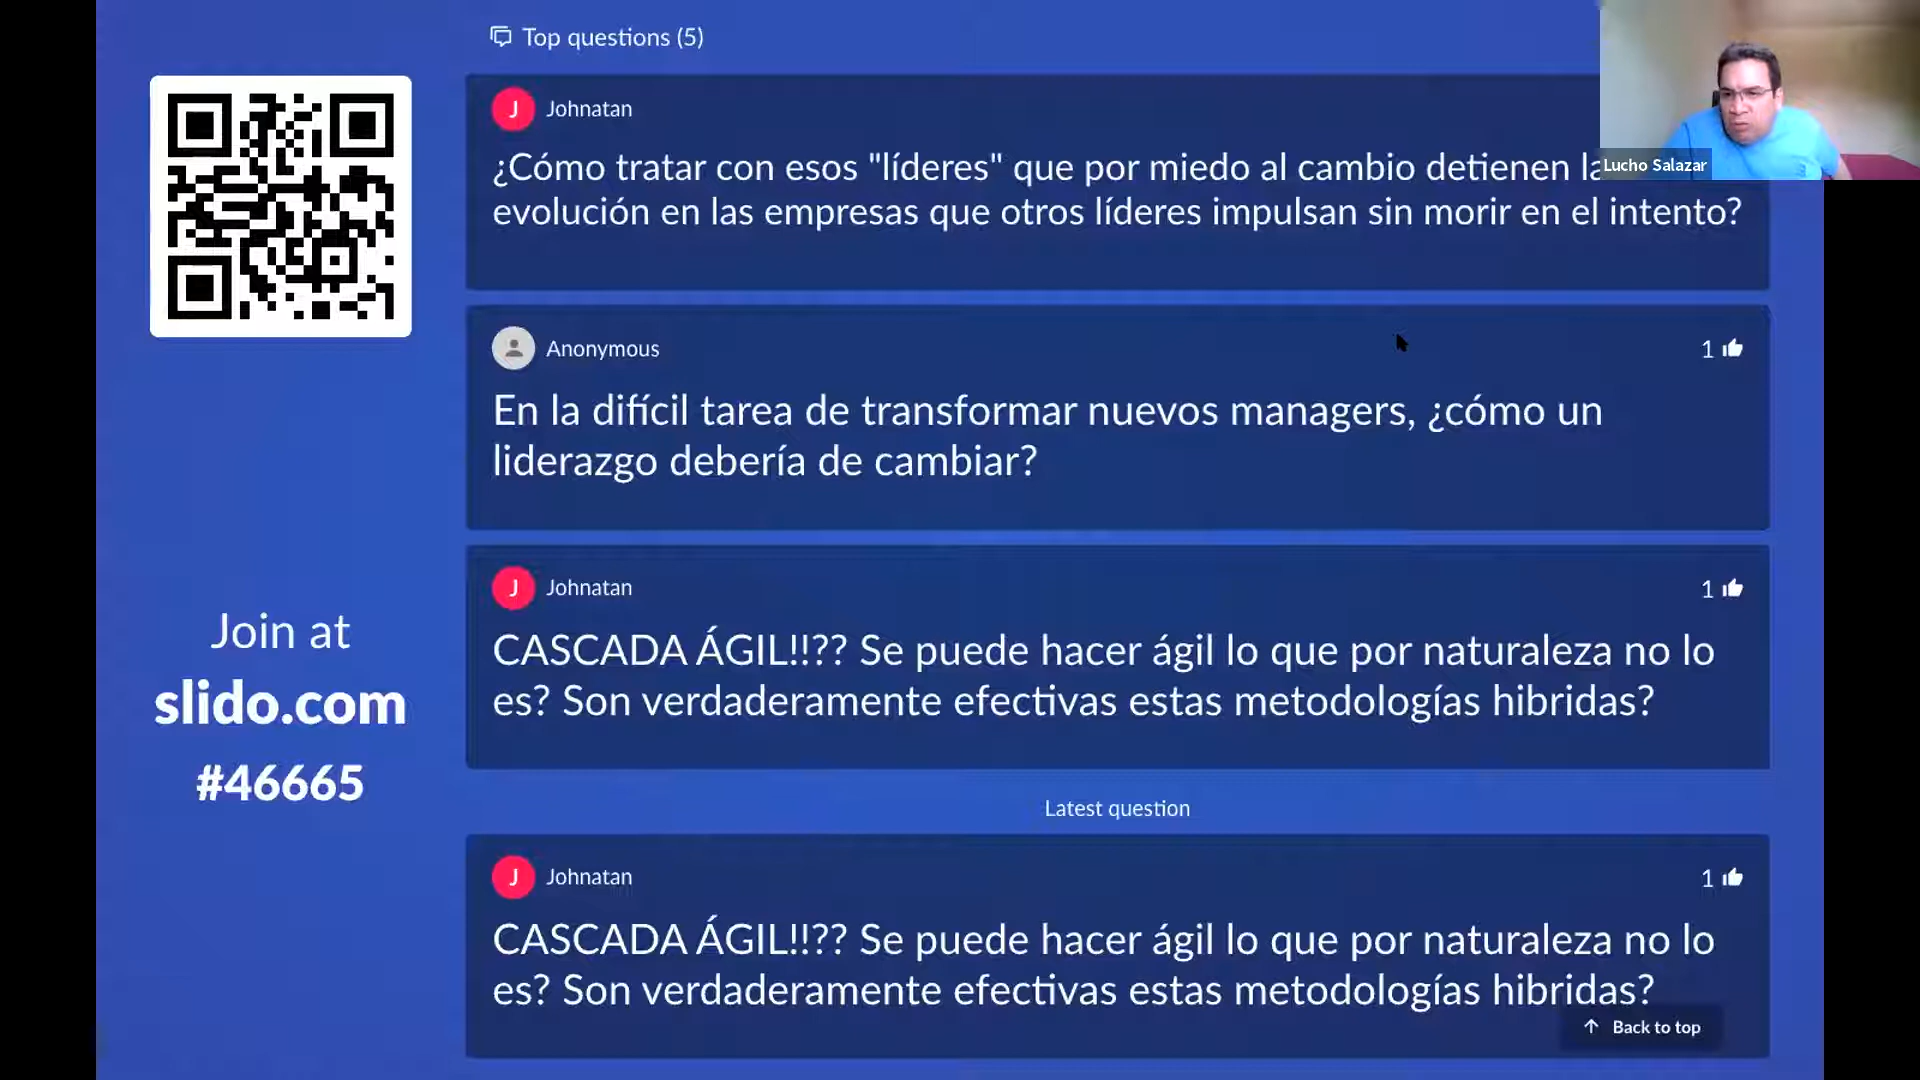 Top questions (5)
Johnatan
¿Cómo tratar con esos "líderes" que por miedo al cambio detienen la
evolución en las empresas que otros líderes impulsan sin morir en el intento?
Lucho Salazar
Anonymous
1
En la difícil tarea de transformar nuevos managers, ¿cómo un
liderazgo debería de cambiar?
J Johnatan
1
CASCADA ÁGIL!!?? Se puede hacer ágil lo que por naturaleza no lo
es? Son verdaderamente efectivas estas metodologías hibridas?
Join at
slido.com
#46665
Latest question
J Johnatan
1
CASCADA ÁGIL!!?? Se puede hacer ágil lo que por naturaleza no lo
es? Son verdaderamente efectivas estas metodologías hibridas?
Back to top